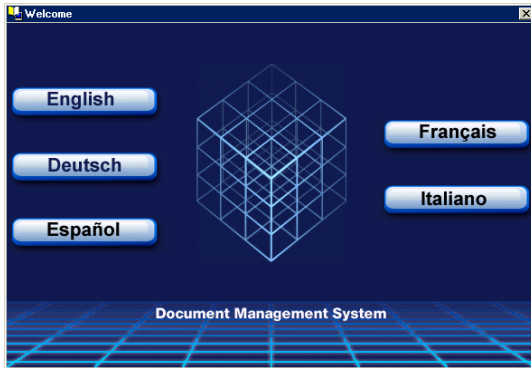 Welcome
English
Deutsch
Español
Français
Italiano
Document Management System